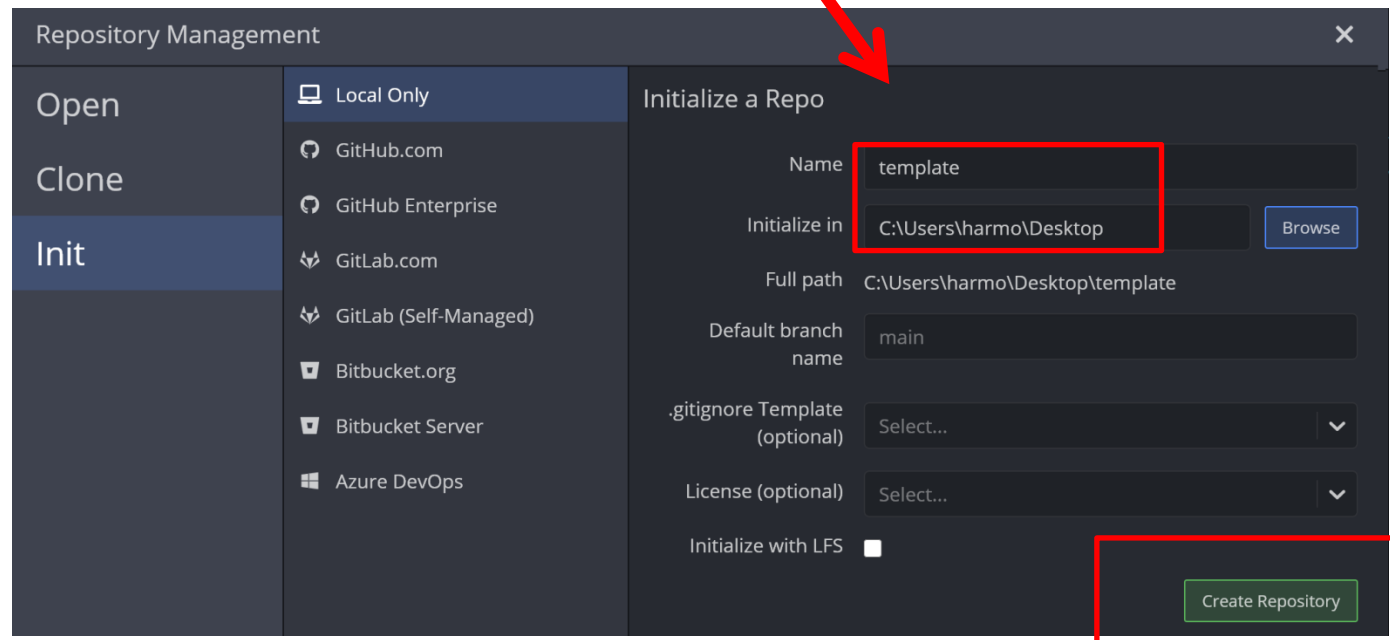 Repository Management
Open
Clone
Init
Local Only
GitHub.com
GitHub Enterprise
GitLab.com
GitLab (Self-Managed)
Bitbucket.org
Bitbucket Server
Azure DevOps
Initialize a Repo
Name
template
Initialize in
C:\Users\harmo\Desktop
Browse
Full path
C:\Users\harmo\Desktop\template
Default branch
name
main
.gitignore Template
(optional)
Select...
License (optional)
Select...
Initialize with LFS
Create Repository